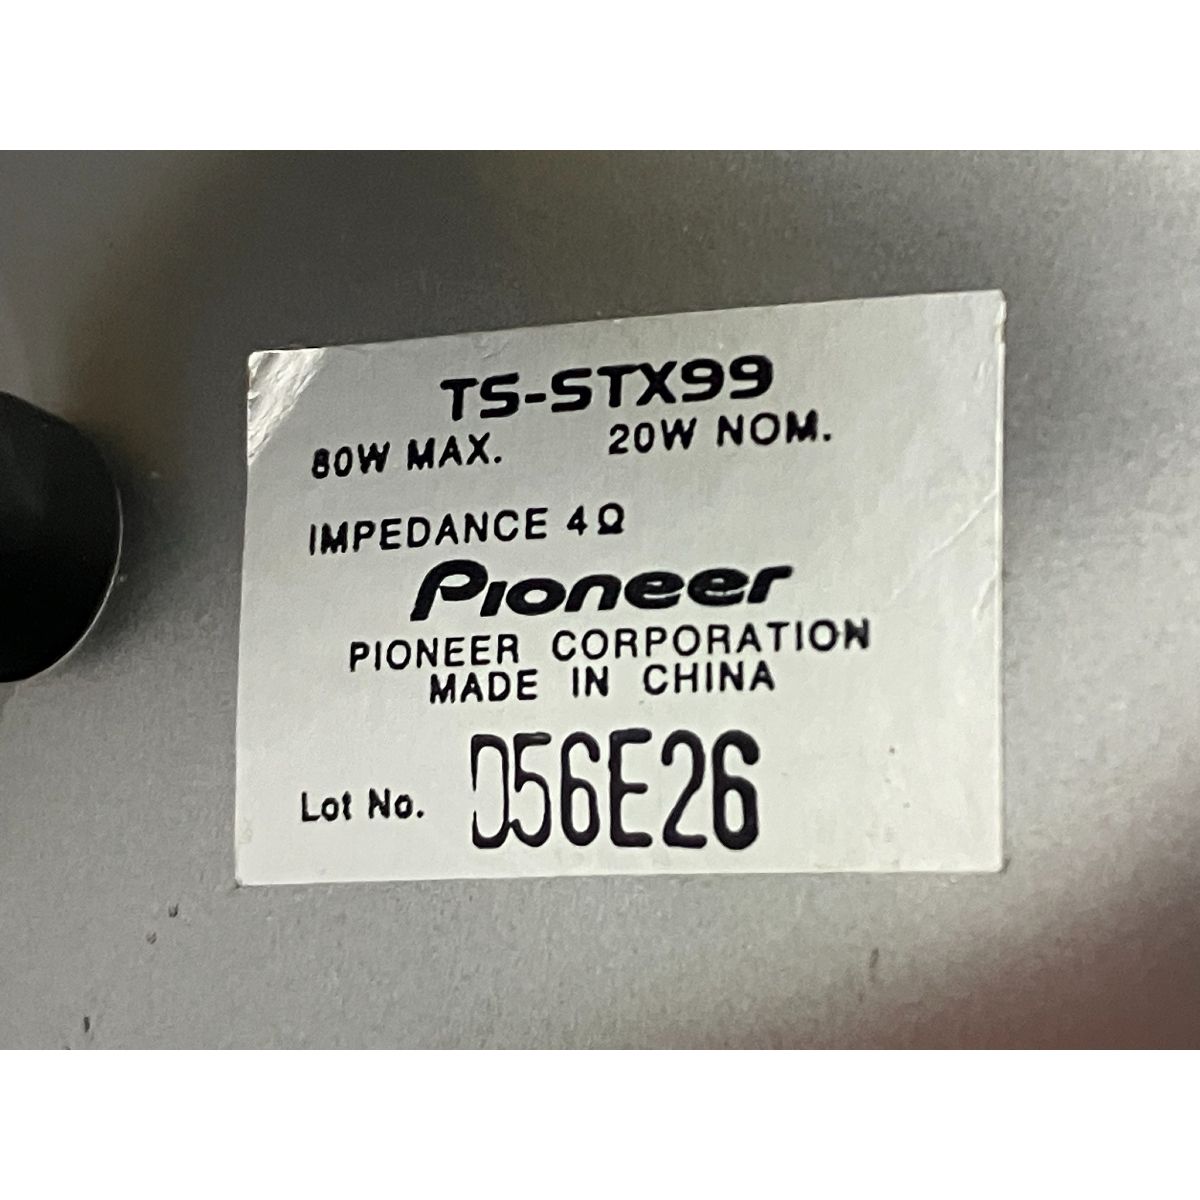 TS-STX99
80W MAX. 20W NOM.
IMPEDANCE 4Ω
Pioneer
PIONEER CORPORATION
MADE IN CHINA
Lot No. D56E26